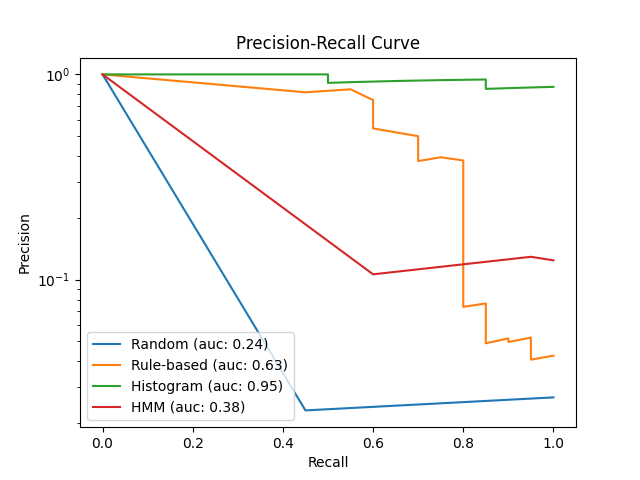 Precision-Recall Curve
Precision
10⁰
10⁻¹
Random (auc: 0.24)
Rule-based (auc: 0.63)
Histogram (auc: 0.95)
HMM (auc: 0.38)
0.0 0.2 0.4 0.6 0.8 1.0
Recall